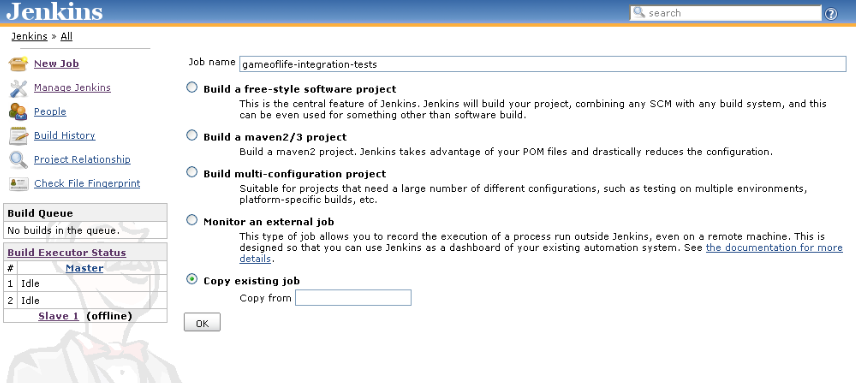 Jenkins
search
Jenkins » All
New Job
Manage Jenkins
People
Build History
Project Relationship
Check File Fingerprint
Build Queue
No builds in the queue.
Build Executor Status
# Master
1 Idle
2 Idle
Slave 1 (offline)
Job name gameoflife-integration-tests
Build a free-style software project
This is the central feature of Jenkins. Jenkins will build your project, combining any SCM with any build system, and this
can be even used for something other than software build.
Build a maven2/3 project
Build a maven2 project. Jenkins takes advantage of your POM files and drastically reduces the configuration.
Build multi-configuration project
Suitable for projects that need a large number of different configurations, such as testing on multiple environments,
platform-specific builds, etc.
Monitor an external job
This type of job allows you to record the execution of a process run outside Jenkins, even on a remote machine. This is
designed so that you can use Jenkins as a dashboard of your existing automation system. See the documentation for more
details.
Copy existing job
Copy from
OK